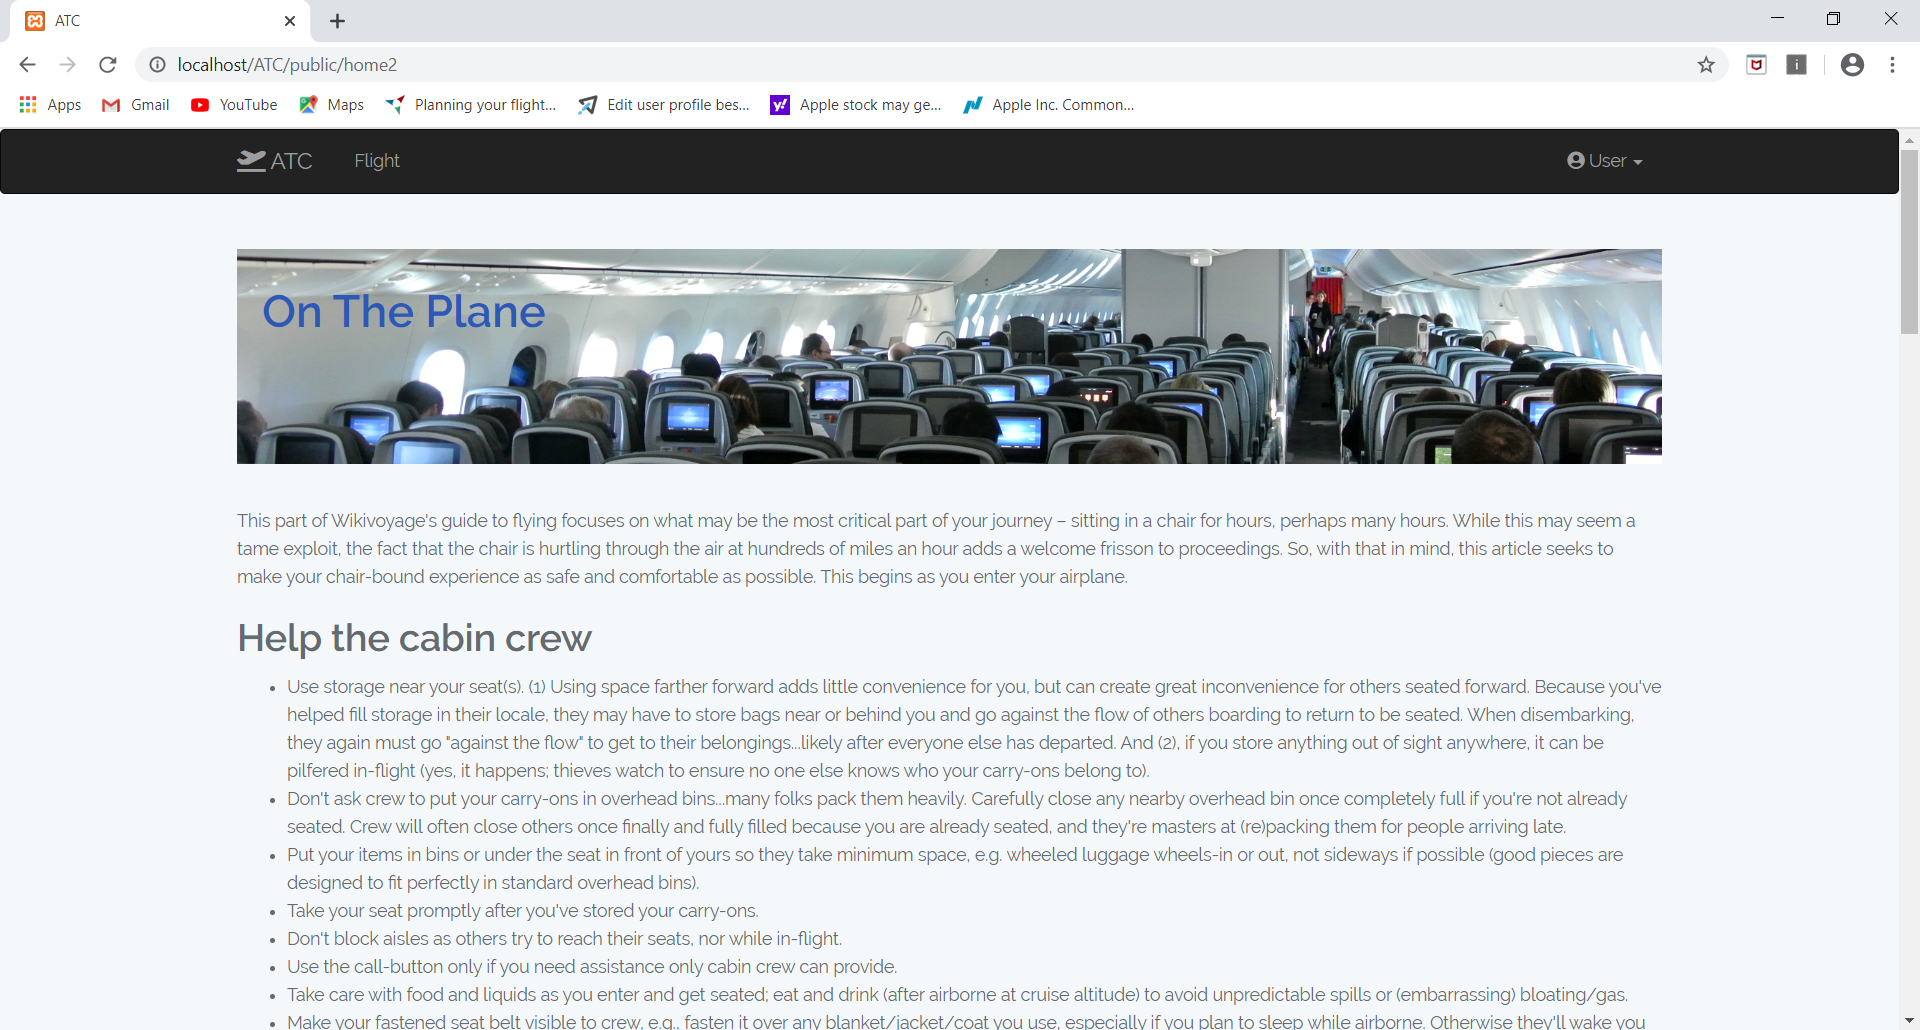 ATC
localhost/ATC/public/home2
Apps Gmail YouTube Maps Planning your flight... Edit user profile bes... Apple stock may ge... Apple Inc. Common...
ATC Flight User
On The Plane
This part of Wikivoyage's guide to flying focuses on what may be the most critical part of your journey – sitting in a chair for hours, perhaps many hours. While this may seem a
tame exploit, the fact that the chair is hurtling through the air at hundreds of miles an hour adds a welcome frisson to proceedings. So, with that in mind, this article seeks to
make your chair-bound experience as safe and comfortable as possible. This begins as you enter your airplane.
Help the cabin crew
• Use storage near your seat(s). (1) Using space farther forward adds little convenience for you, but can create great inconvenience for others seated forward. Because you've
helped fill storage in their locale, they may have to store bags near or behind you and go against the flow of others boarding to return to be seated. When disembarking,
they again must go "against the flow" to get to their belongings...likely after everyone else has departed. And (2), if you store anything out of sight anywhere, it can be
pilfered in-flight (yes, it happens; thieves watch to ensure no one else knows who your carry-ons belong to).
• Don't ask crew to put your carry-ons in overhead bins...many folks pack them heavily. Carefully close any nearby overhead bin once completely full if you're not already
seated. Crew will often close others once finally and fully filled because you are already seated, and they're masters at (re)packing them for people arriving late.
• Put your items in bins or under the seat in front of yours so they take minimum space, e.g. wheeled luggage wheels-in or out, not sideways if possible (good pieces are
designed to fit perfectly in standard overhead bins).
• Take your seat promptly after you've stored your carry-ons.
• Don't block aisles as others try to reach their seats, nor while in-flight.
• Use the call-button only if you need assistance only cabin crew can provide.
• Take care with food and liquids as you enter and get seated; eat and drink (after airborne at cruise altitude) to avoid unpredictable spills or (embarrassing) bloating/gas.
• Make your fastened seat belt visible to crew, e.g., fasten it over any blanket/jacket/coat you use, especially if you plan to sleep while airborne. Otherwise they'll wake you